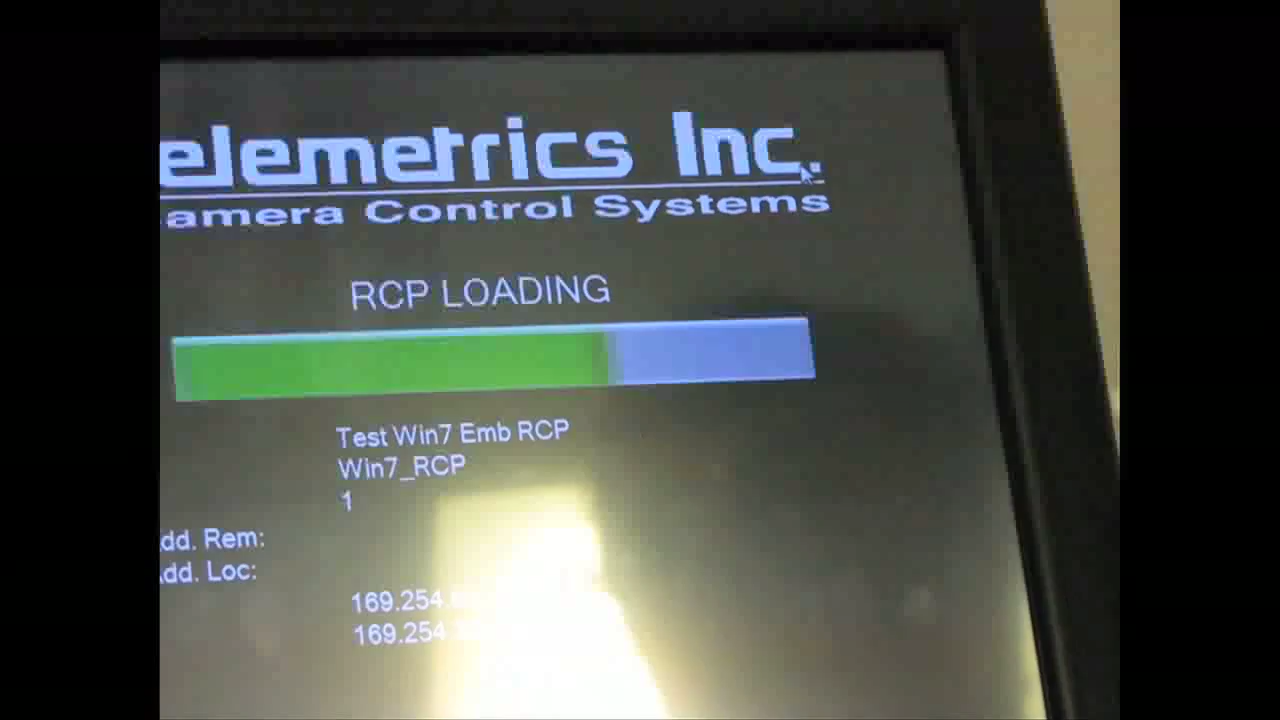 elemetrics Inc.
amera Control Systems
RCP LOADING
Test Win7 Emb RCP
Win7_RCP
1
dd. Rem:
dd. Loc:
169.254.
169.254.